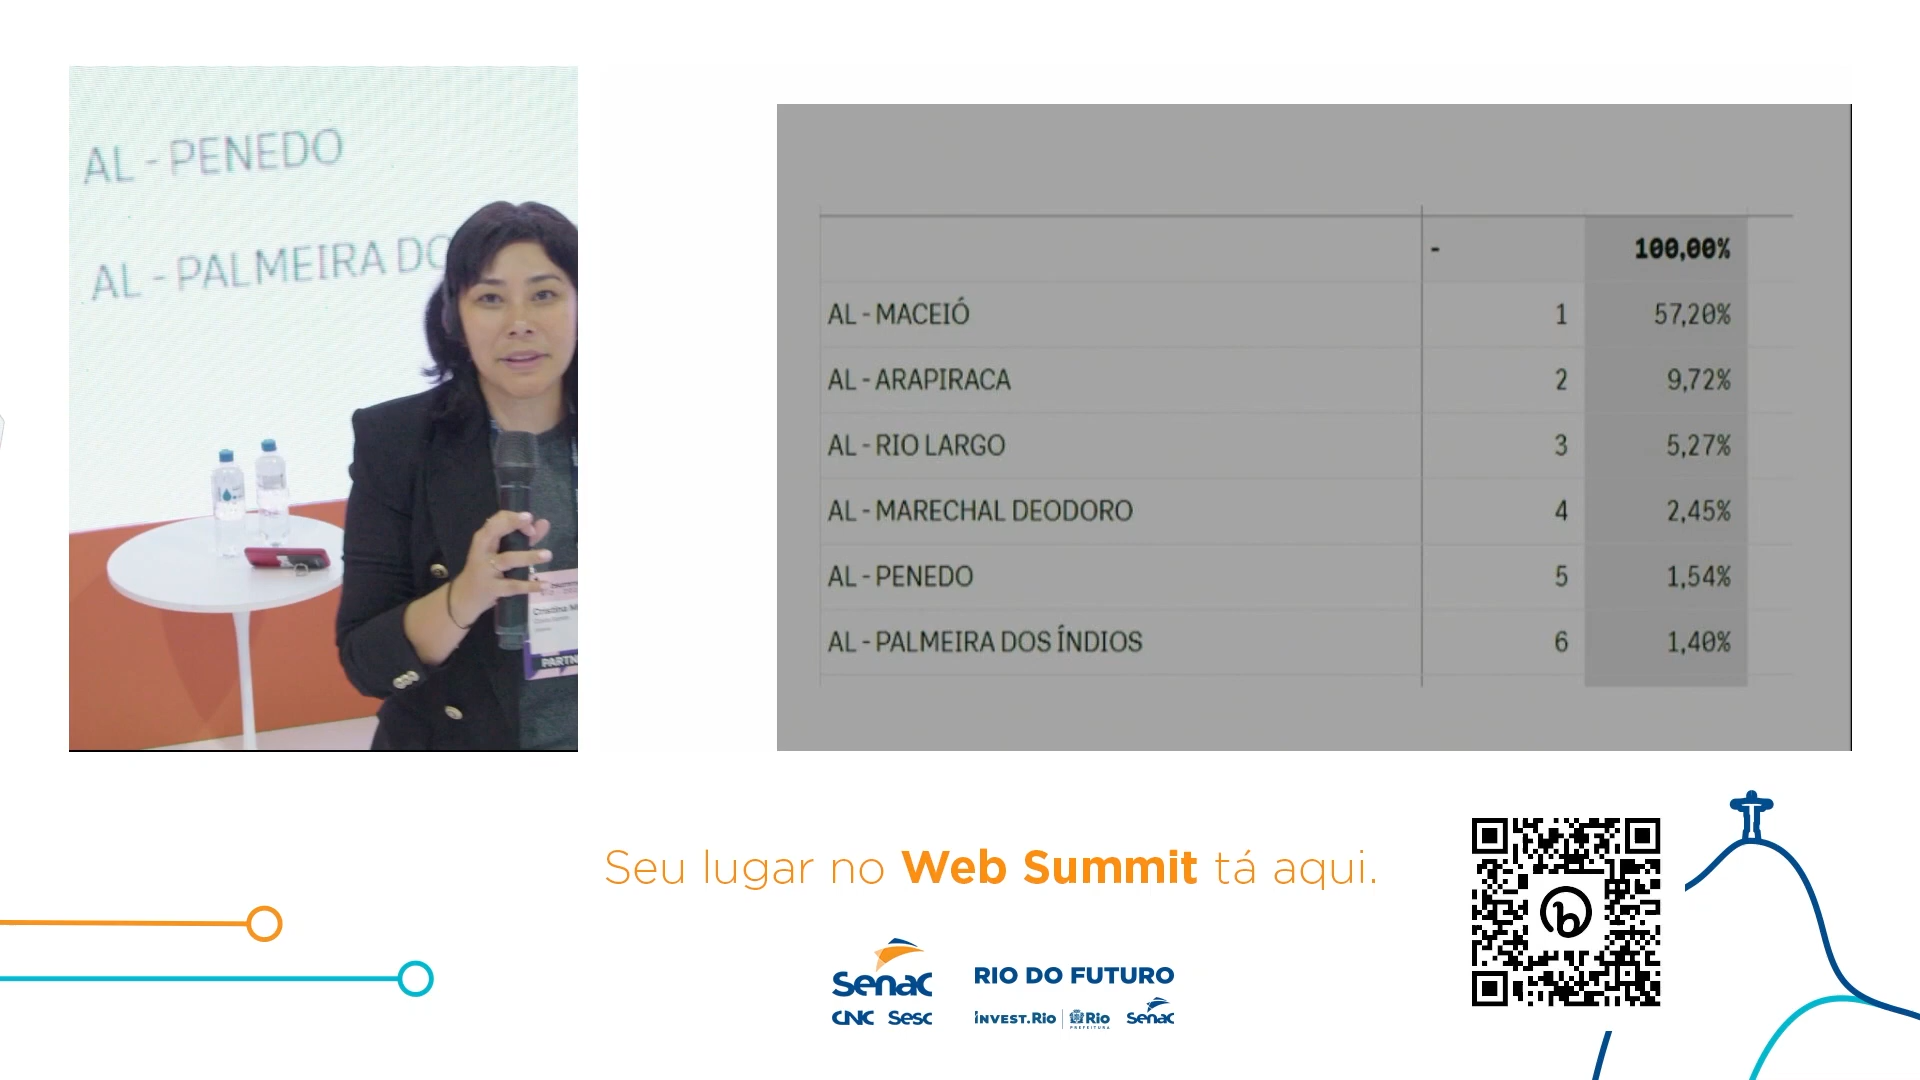 AL - PENEDO
AL - PALMEIRA DO
Cristina M
PARTN
- 100,00%
AL - MACEIÓ 1 57,20%
AL - ARAPIRACA 2 9,72%
AL - RIO LARGO 3 5,27%
AL - MARECHAL DEODORO 4 2,45%
AL - PENEDO 5 1,54%
AL - PALMEIRA DOS ÍNDIOS 6 1,40%
Seu lugar no Web Summit tá aqui.
Senac
CNC Sesc
RIO DO FUTURO
INVEST.Rio Rio PREFEITURA Senac
b